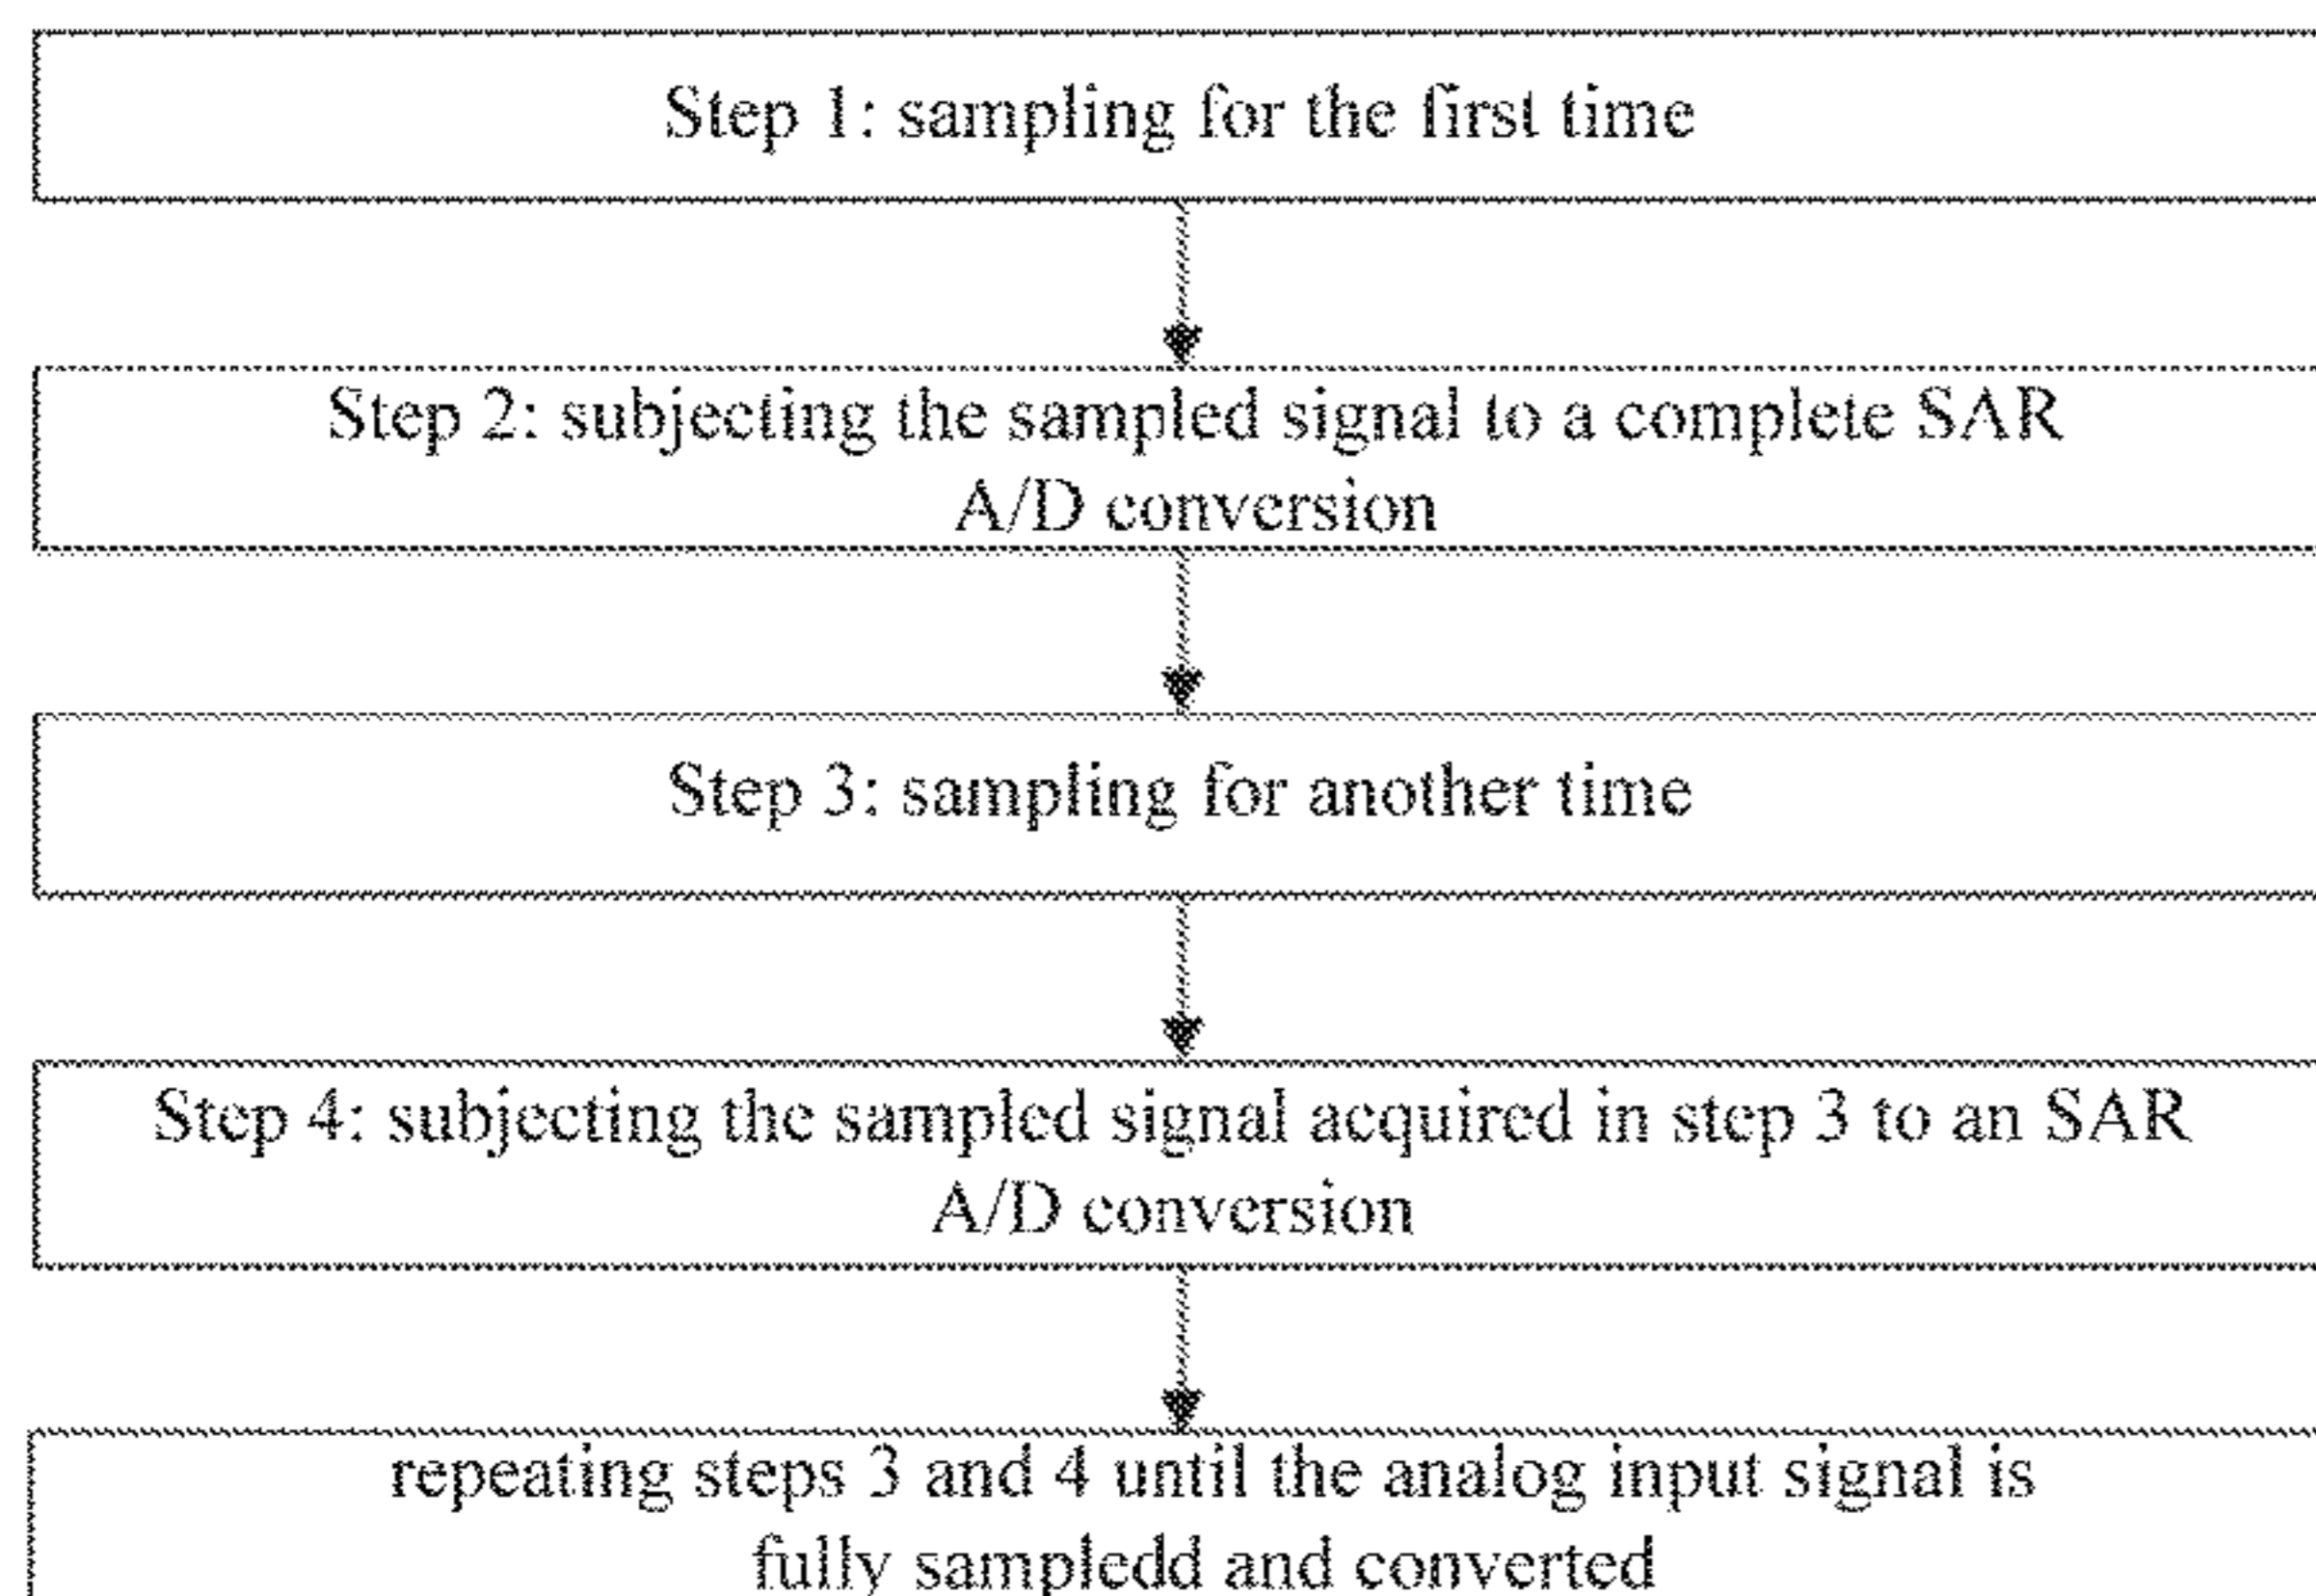 Step 1: sampling for the first time
Step 2: subjecting the sampled signal to a complete SAR
A/D conversion
Step 3: sampling for another time
Step 4: subjecting the sampled signal acquired in step 3 to an SAR
A/D conversion
repeating steps 3 and 4 until the analog input signal is
fully sampledd and converted